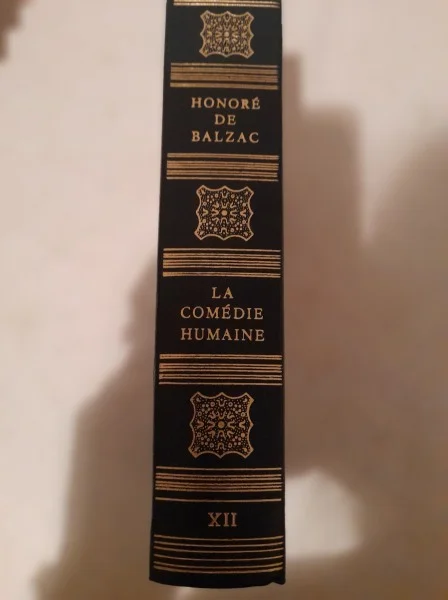 HONORÉ
DE
BALZAC
LA
COMÉDIE
HUMAINE
XII